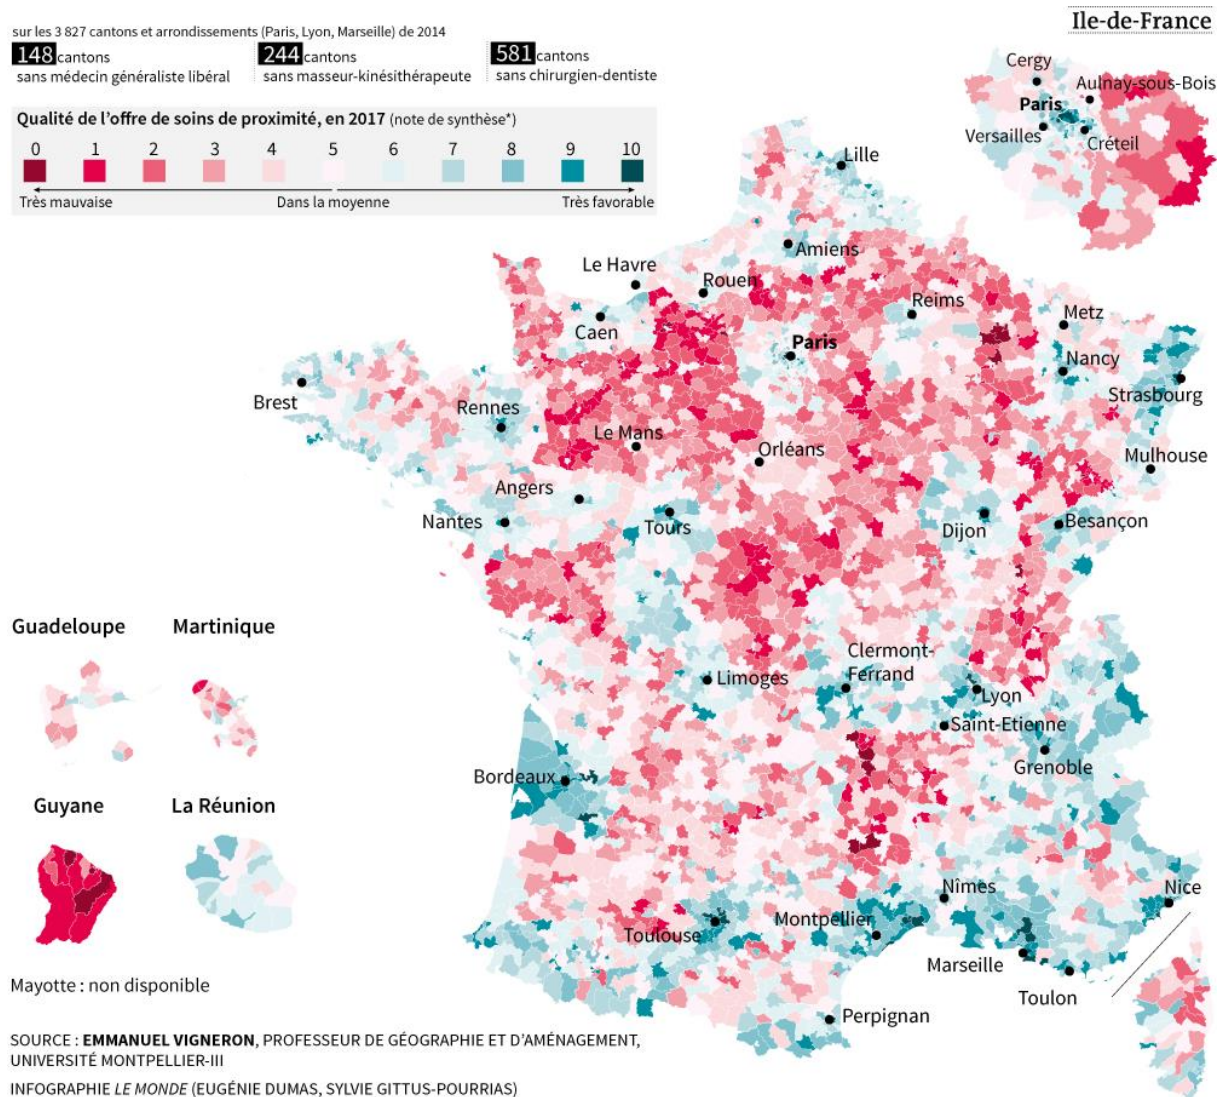 sur les 3 827 cantons et arrondissements (Paris, Lyon, Marseille) de 2014
148 cantons
sans médecin généraliste libéral
244 cantons
sans masseur-kinésithérapeute
581 cantons
sans chirurgien-dentiste
Qualité de l'offre de soins de proximité, en 2017 (note de synthèse*)
0 1 2 3 4 5 6 7 8 9 10
Très mauvaise Dans la moyenne Très favorable
Ile-de-France
Cergy
Aulnay-sous-Bois
Paris
Versailles
Créteil
Lille
Amiens
Le Havre
Rouen
Reims
Metz
Caen
Paris
Nancy
Strasbourg
Brest
Rennes
Le Mans
Orléans
Mulhouse
Angers
Nantes
Tours
Dijon
Besançon
Guadeloupe
Martinique
Clermont-
Ferrand
Limoges
Lyon
Saint-Etienne
Grenoble
Bordeaux
Guyane
La Réunion
Nîmes
Nice
Toulouse
Montpellier
Marseille
Toulon
Perpignan
Mayotte : non disponible
SOURCE : EMMANUEL VIGNERON, PROFESSEUR DE GÉOGRAPHIE ET D'AMÉNAGEMENT,
UNIVERSITÉ MONTPELLIER-III
INFOGRAPHIE LE MONDE (EUGÉNIE DUMAS, SYLVIE GITTUS-POURRIAS)